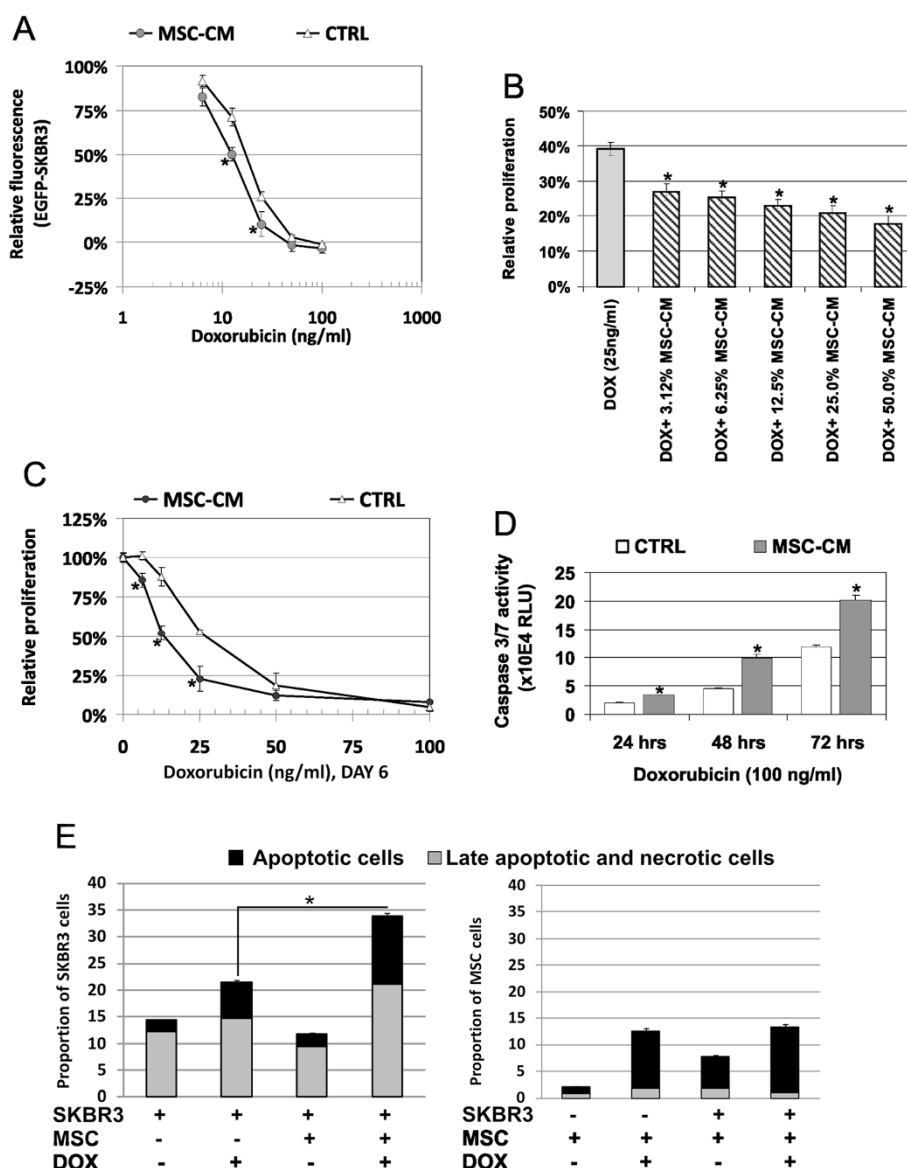 A
MSC-CM CTRL
Relative fluorescence
(EGFP-SKBR3)
100%
75%
50%
25%
0%
-25%
*
*
1 10 100 1000
Doxorubicin (ng/ml)
B
Relative proliferation
50%
40%
30%
20%
10%
0%
* * * * *
DOX (25ng/ml)
DOX+ 3.12% MSC-CM
DOX+ 6.25% MSC-CM
DOX+ 12.5% MSC-CM
DOX+ 25.0% MSC-CM
DOX+ 50.0% MSC-CM
C
MSC-CM CTRL
Relative proliferation
125%
100%
75%
50%
25%
0%
*
*
*
0 25 50 75 100
Doxorubicin (ng/ml), DAY 6
D
CTRL MSC-CM
Caspase 3/7 activity
(x10E4 RLU)
25
20
15
10
5
0
* * *
24 hrs 48 hrs 72 hrs
Doxorubicin (100 ng/ml)
E
Apoptotic cells Late apoptotic and necrotic cells
Proportion of SKBR3 cells
40
35
30
25
20
15
10
5
0
*
SKBR3 + + + +
MSC - - + +
DOX - + - +
Proportion of MSC cells
40
35
30
25
20
15
10
5
0
SKBR3 - - + +
MSC + + + +
DOX - + - +